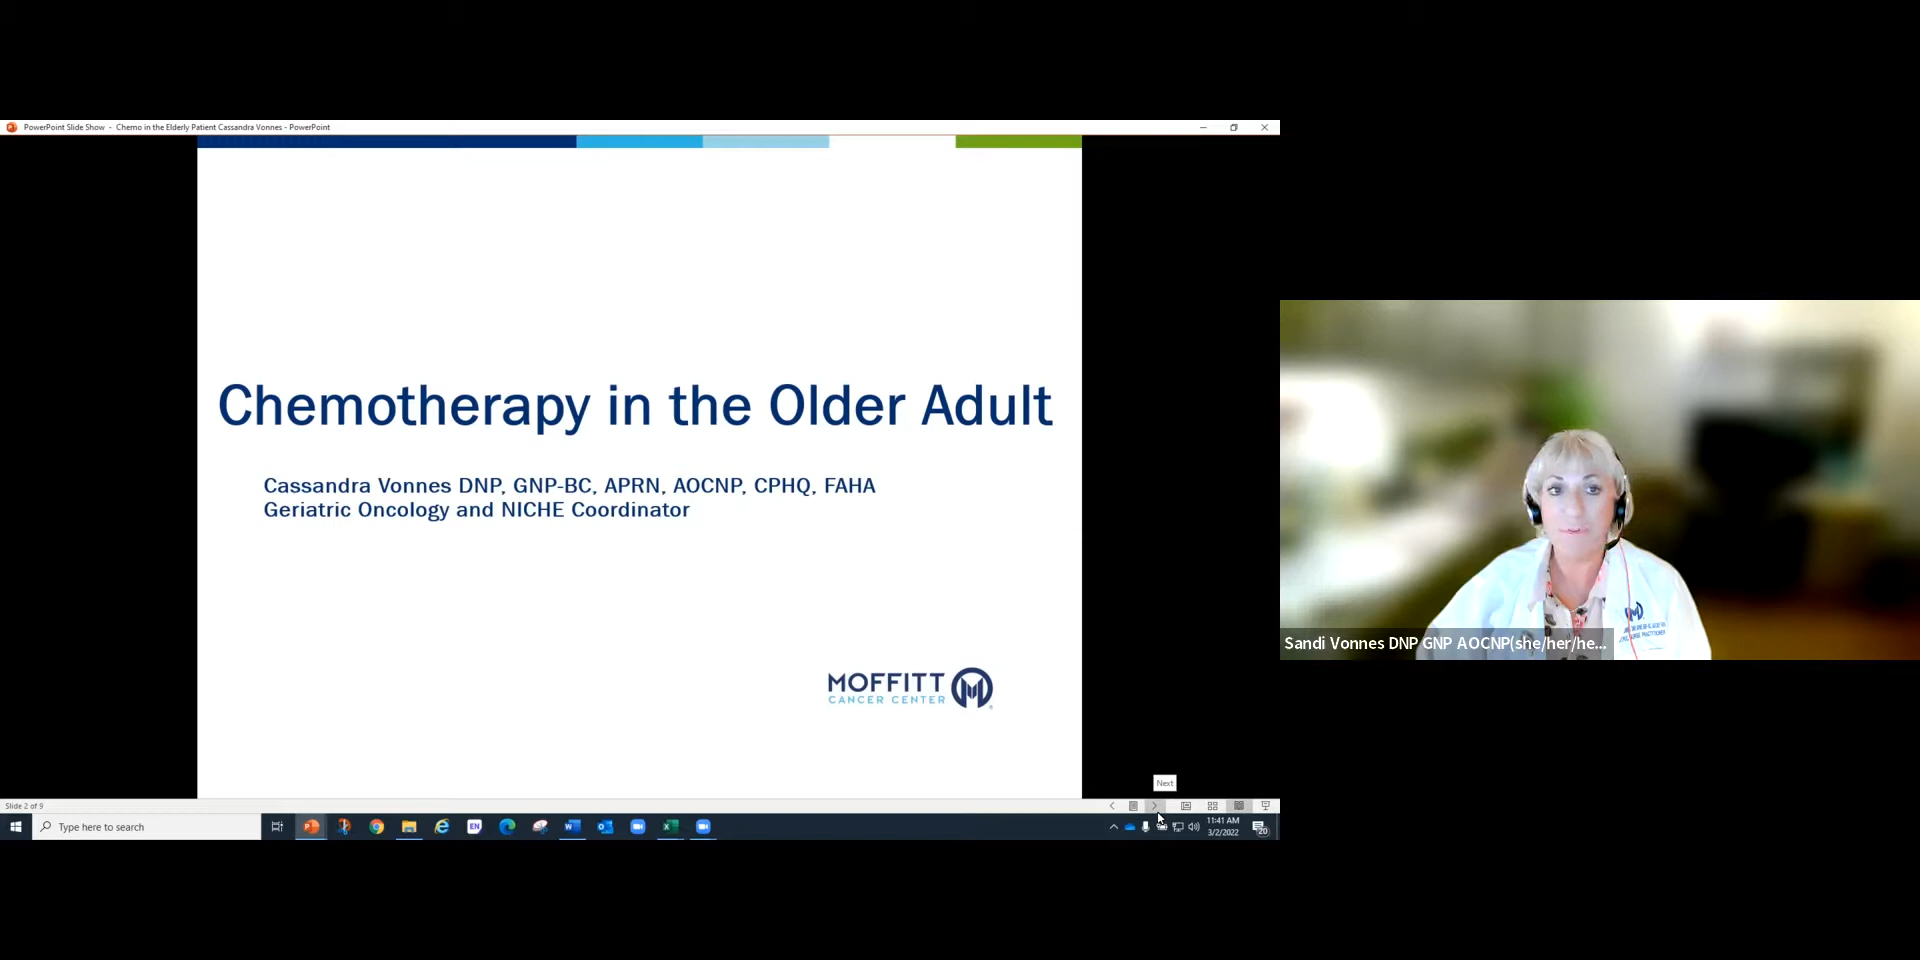 PowerPoint Slide Show - Chemo in the Elderly Patient Cassandra Vonnes - PowerPoint
Chemotherapy in the Older Adult
Cassandra Vonnes DNP, GNP-BC, APRN, AOCNP, CPHQ, FAHA
Geriatric Oncology and NICHE Coordinator
MOFFITT
CANCER CENTER
Sandi Vonnes DNP GNP AOCNP(she/her/he...
Next
Slide 2 of 9
Type here to search
EN
11:41 AM
3/2/2022
20